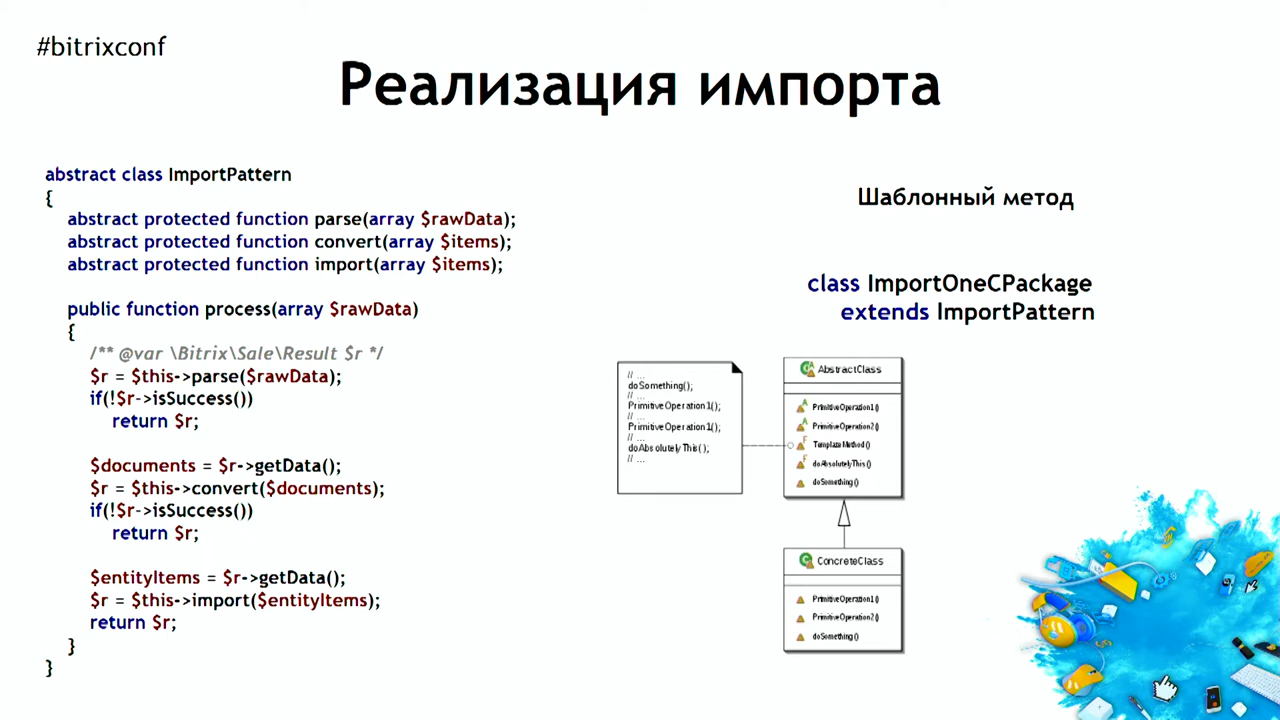 #bitrixconf
Реализация импорта
abstract class ImportPattern
{
abstract protected function parse(array $rawData);
abstract protected function convert(array $items);
abstract protected function import(array $items);
public function process(array $rawData)
{
/** @var \Bitrix\Sale\Result $r */
$r = $this->parse($rawData);
if(!$r->isSuccess())
return $r;
$documents = $r->getData();
$r = $this->convert($documents);
if(!$r->isSuccess())
return $r;
$entityItems = $r->getData();
$r = $this->import($entityItems);
return $r;
}
}
Шаблонный метод
class ImportOneCPackage
extends ImportPattern
// ...
doSomething();
// ...
PrimitiveOperation1();
// ...
PrimitiveOperation1();
// ...
doAbsolutelyThis();
// ...
AbstractClass
PrimitiveOperation1()
PrimitiveOperation2()
TemplateMethod()
doAbsolutelyThis()
doSomething()
ConcreteClass
PrimitiveOperation1()
PrimitiveOperation2()
doSomething()